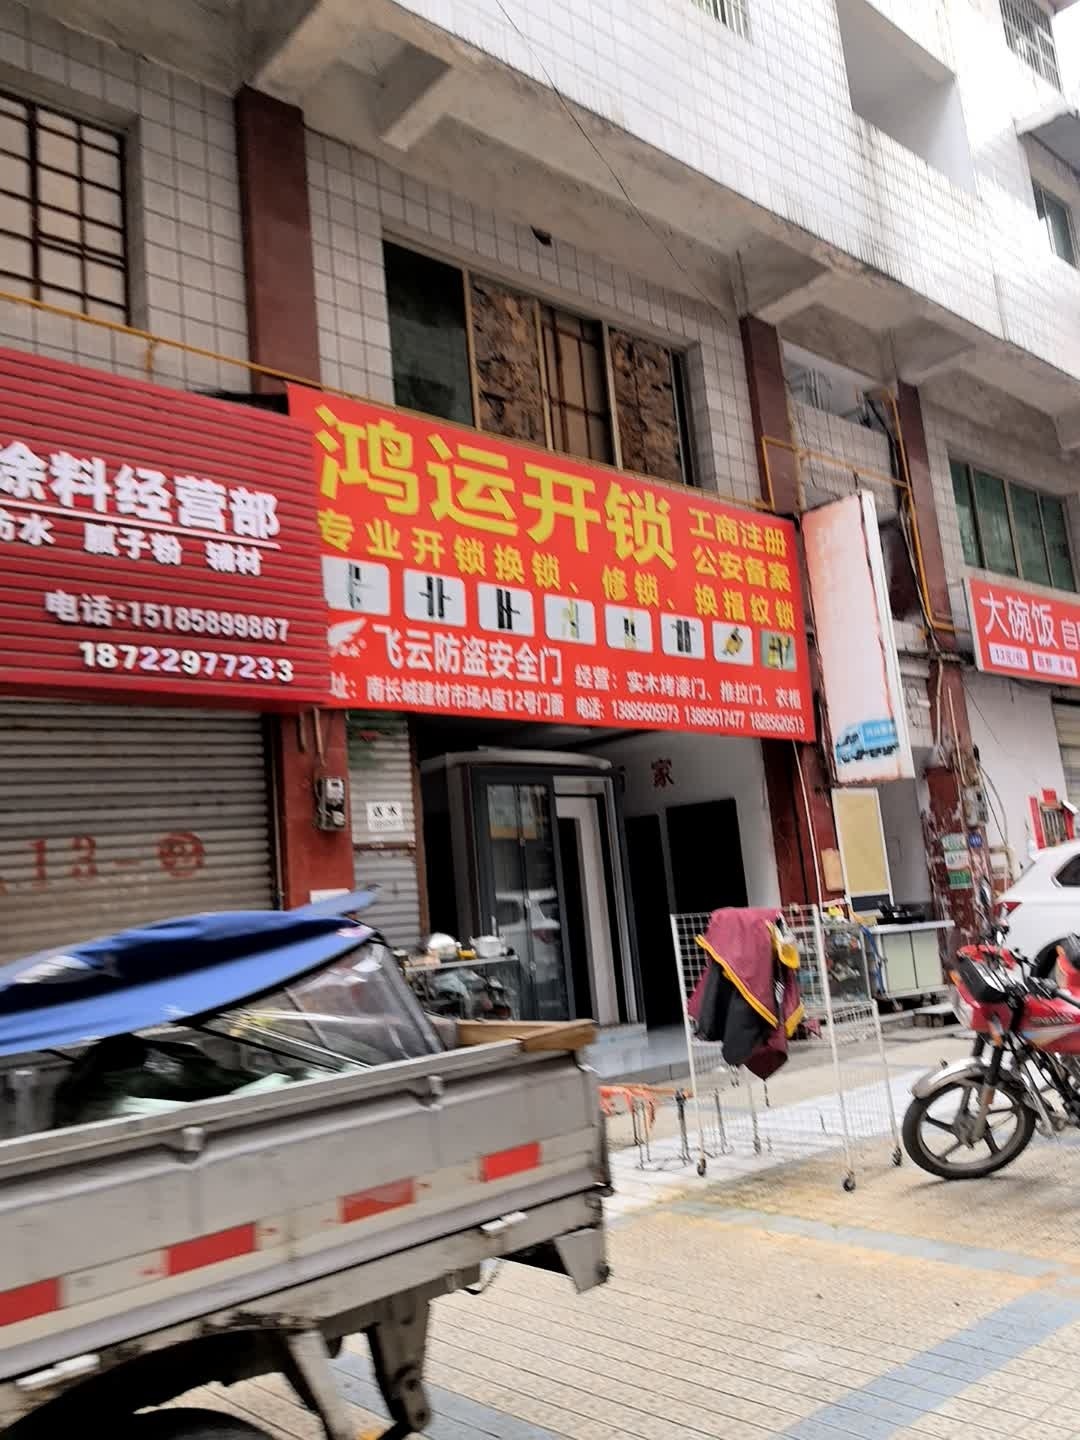 涂料经营部
防水 腻子粉 辅材
电话:15185899867
18722977233
A13-
鸿运开锁
工商注册
公安备案
专业开锁换锁、修锁、换指纹锁
飞云防盗安全门
经营：实木烤漆门、推拉门、衣柜
址：南长城建材市场A座12号门面
电话: 13885605973 13885617477 18285620513
家
大碗饭